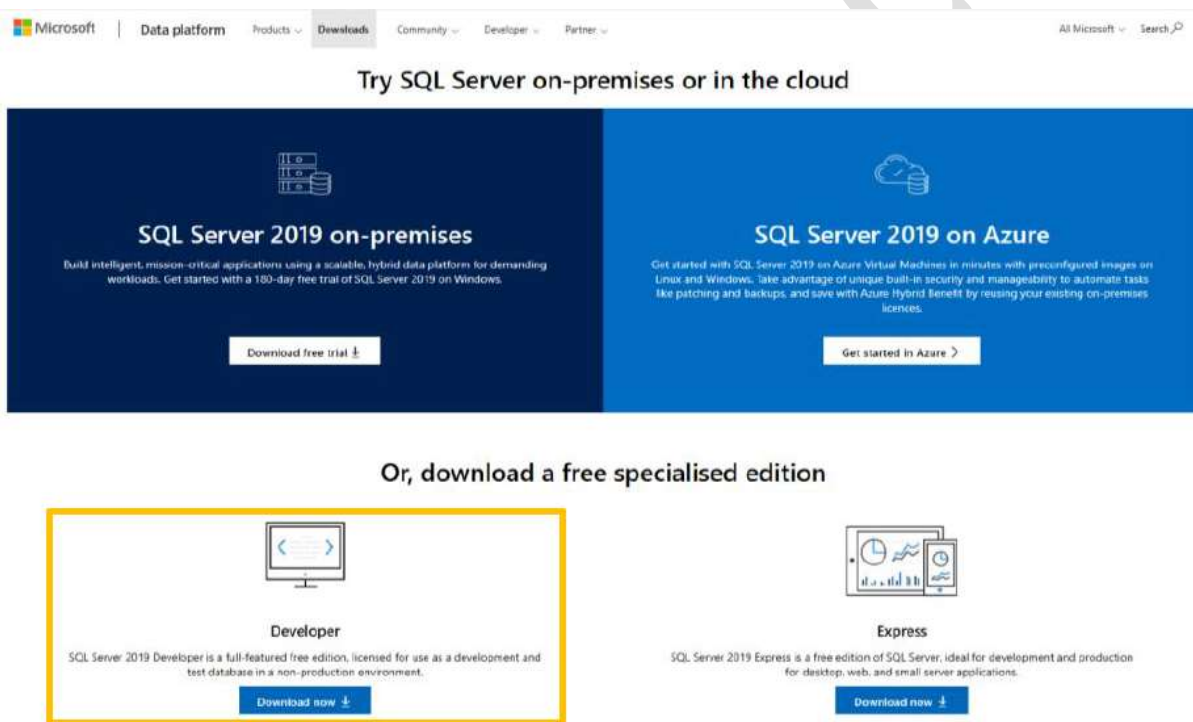 Microsoft | Data platform Products Downloads Community Developer Partner All Microsoft Search
Try SQL Server on-premises or in the cloud
SQL Server 2019 on-premises
Build intelligent, mission-critical applications using a scalable, hybrid data platform for demanding
workloads. Get started with a 180-day free trial of SQL Server 2019 on Windows.
Download free trial
SQL Server 2019 on Azure
Get started with SQL Server 2019 on Azure Virtual Machines in minutes with preconfigured images on
Linux and Windows. Take advantage of unique built-in security and manageability to automate tasks
like patching and backups, and save with Azure Hybrid Benefit by reusing your existing on-premises
licences.
Get started in Azure
Or, download a free specialised edition
Developer
SQL Server 2019 Developer is a full-featured free edition, licensed for use as a development and
test database in a non-production environment.
Download now
Express
SQL Server 2019 Express is a free edition of SQL Server, ideal for development and production
for desktop, web, and small server applications.
Download now